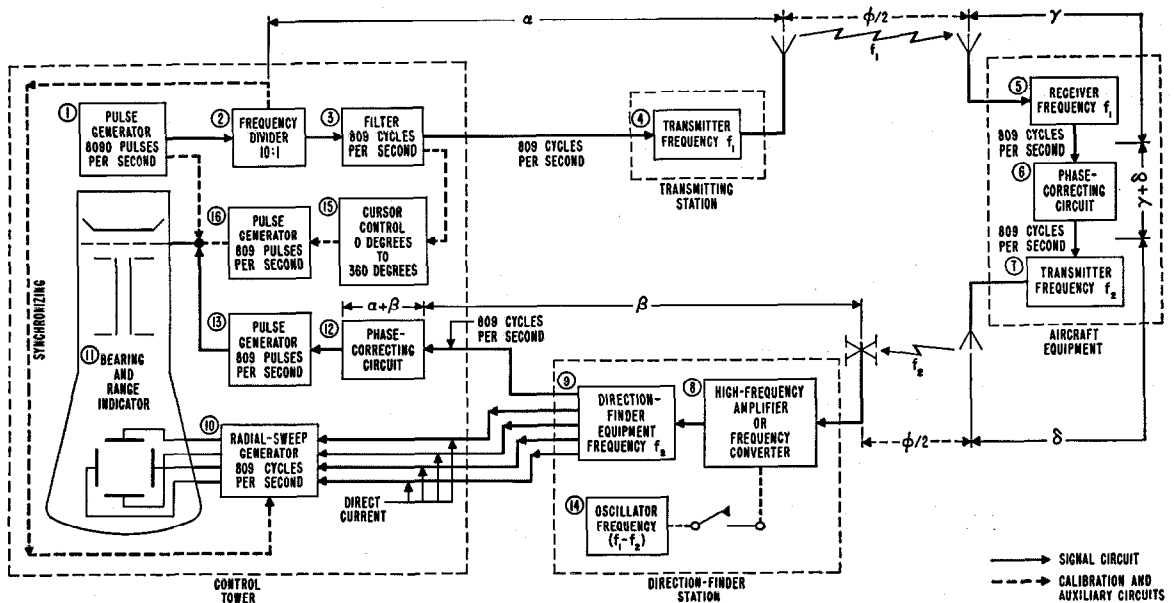 α
ϕ/2
γ
f₁
①
PULSE
GENERATOR
8090 PULSES
PER SECOND
②
FREQUENCY
DIVIDER
10:1
③
FILTER
809 CYCLES
PER SECOND
809 CYCLES
PER SECOND
④
TRANSMITTER
FREQUENCY f₁
TRANSMITTING
STATION
⑤
RECEIVER
FREQUENCY f₁
809 CYCLES
PER SECOND
⑥
PHASE-
CORRECTING
CIRCUIT
γ+δ
809 CYCLES
PER SECOND
⑦
TRANSMITTER
FREQUENCY f₂
AIRCRAFT
EQUIPMENT
SYNCHRONIZING
⑯
PULSE
GENERATOR
809 PULSES
PER SECOND
⑮
CURSOR
CONTROL
0 DEGREES
TO
360 DEGREES
α+β
β
⑬
PULSE
GENERATOR
809 PULSES
PER SECOND
⑫
PHASE-
CORRECTING
CIRCUIT
809 CYCLES
PER SECOND
f₂
ϕ/2
δ
⑪ BEARING
AND
RANGE
INDICATOR
⑨
DIRECTION-
FINDER
EQUIPMENT
FREQUENCY f₂
⑧
HIGH-FREQUENCY
AMPLIFIER
OR
FREQUENCY
CONVERTER
⑩
RADIAL-SWEEP
GENERATOR
809 CYCLES
PER SECOND
DIRECT
CURRENT
⑭
OSCILLATOR
FREQUENCY
(f₁-f₂)
CONTROL
TOWER
DIRECTION-FINDER
STATION
SIGNAL CIRCUIT
CALIBRATION AND
AUXILIARY CIRCUITS